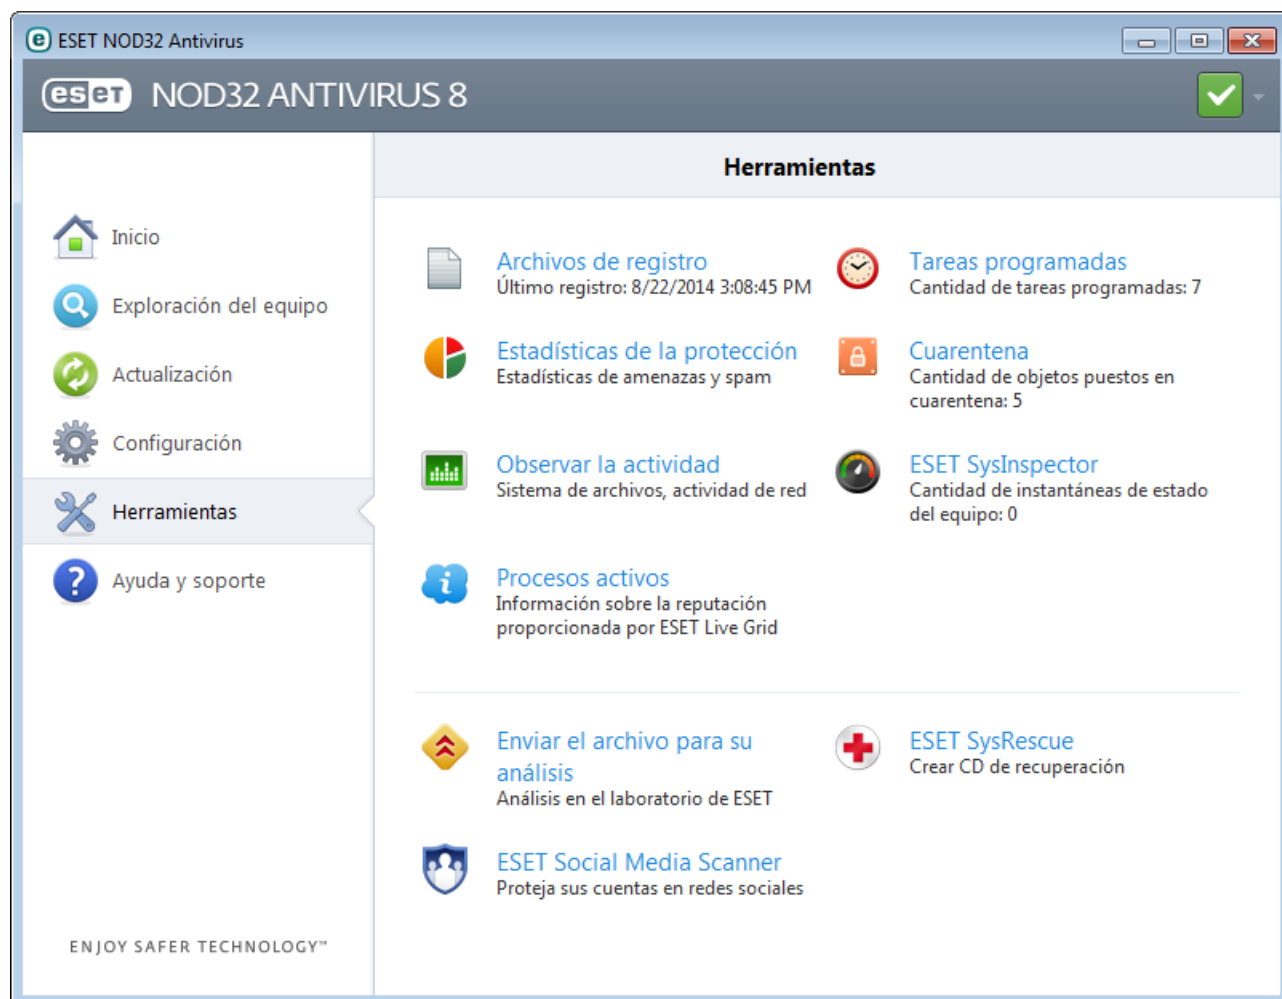 ESET NOD32 Antivirus
eset NOD32 ANTIVIRUS 8
Herramientas
Inicio
Exploración del equipo
Actualización
Configuración
Herramientas
Ayuda y soporte
ENJOY SAFER TECHNOLOGY™
Archivos de registro
Último registro: 8/22/2014 3:08:45 PM
Tareas programadas
Cantidad de tareas programadas: 7
Estadísticas de la protección
Estadísticas de amenazas y spam
Cuarentena
Cantidad de objetos puestos en
cuarentena: 5
Observar la actividad
Sistema de archivos, actividad de red
ESET SysInspector
Cantidad de instantáneas de estado
del equipo: 0
Procesos activos
Información sobre la reputación
proporcionada por ESET Live Grid
Enviar el archivo para su
análisis
Análisis en el laboratorio de ESET
ESET SysRescue
Crear CD de recuperación
ESET Social Media Scanner
Proteja sus cuentas en redes sociales